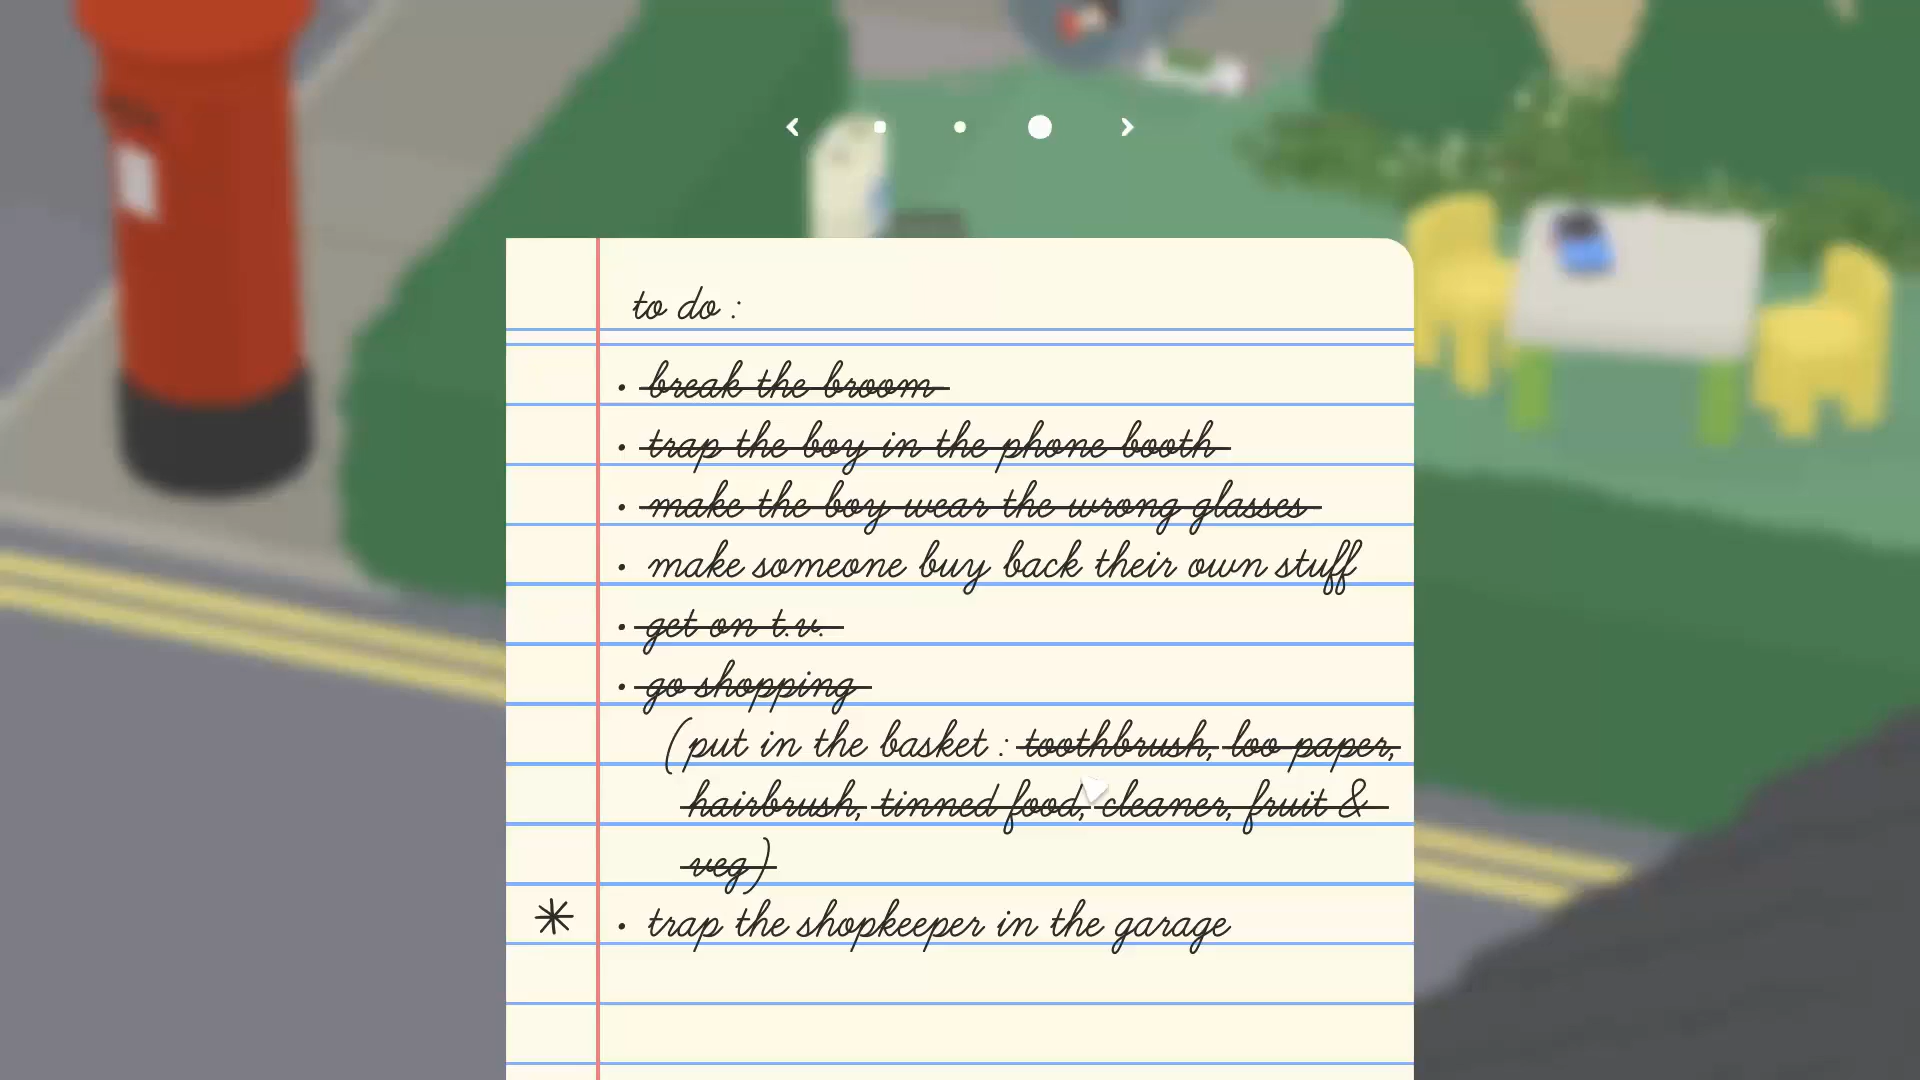 to do :
• break the broom
• trap the boy in the phone booth
• make the boy wear the wrong glasses
• make someone buy back their own stuff
• get on t.v.
• go shopping
(put in the basket : toothbrush, loo paper,
hairbrush, tinned food, cleaner, fruit &
veg)
* • trap the shopkeeper in the garage